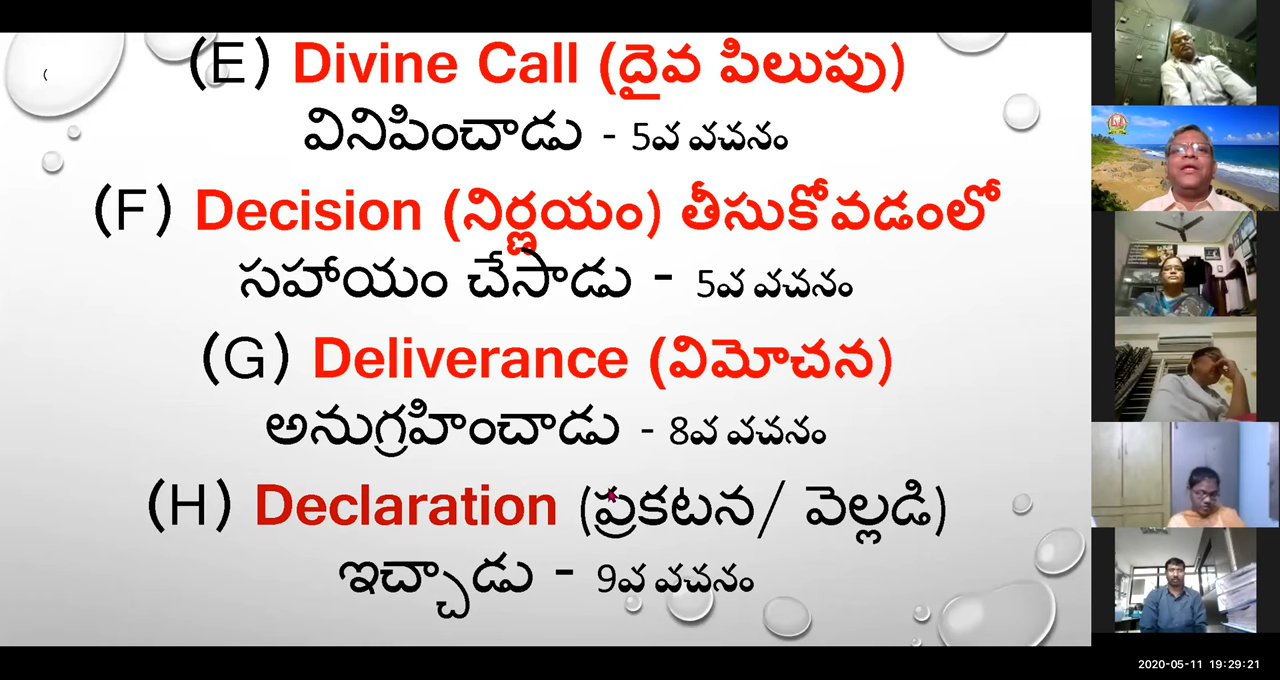 (
(E) Divine Call (దైవ పిలుపు)
వినిపించాడు - 5వ వచనం
(F) Decision (నిర్ణయం) తీసుకోవడంలో
సహాయం చేసాడు - 5వ వచనం
(G) Deliverance (విమోచన)
అనుగ్రహించాడు - 8వ వచనం
(H) Declaration (ప్రకటన/ వెల్లడి)
ఇచ్చాడు - 9వ వచనం
2020-05-11 19:29:21